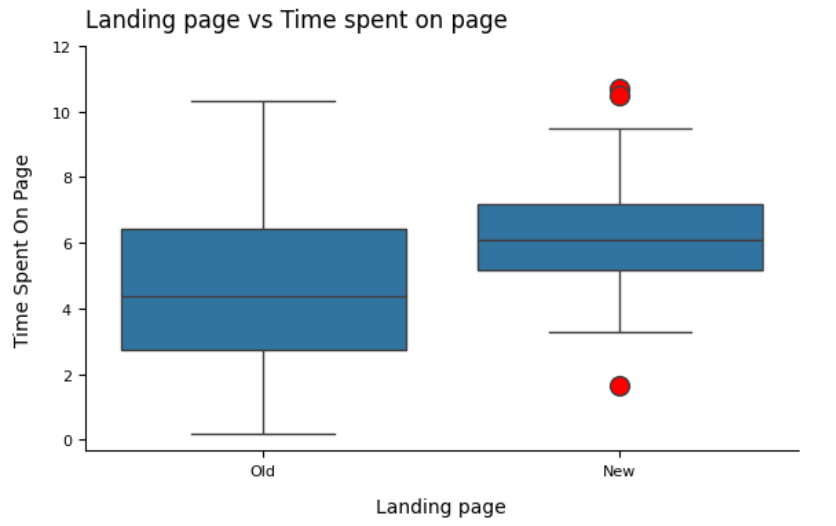 Landing page vs Time spent on page
12
10
8
6
4
2
0
Time Spent On Page
Old
New
Landing page